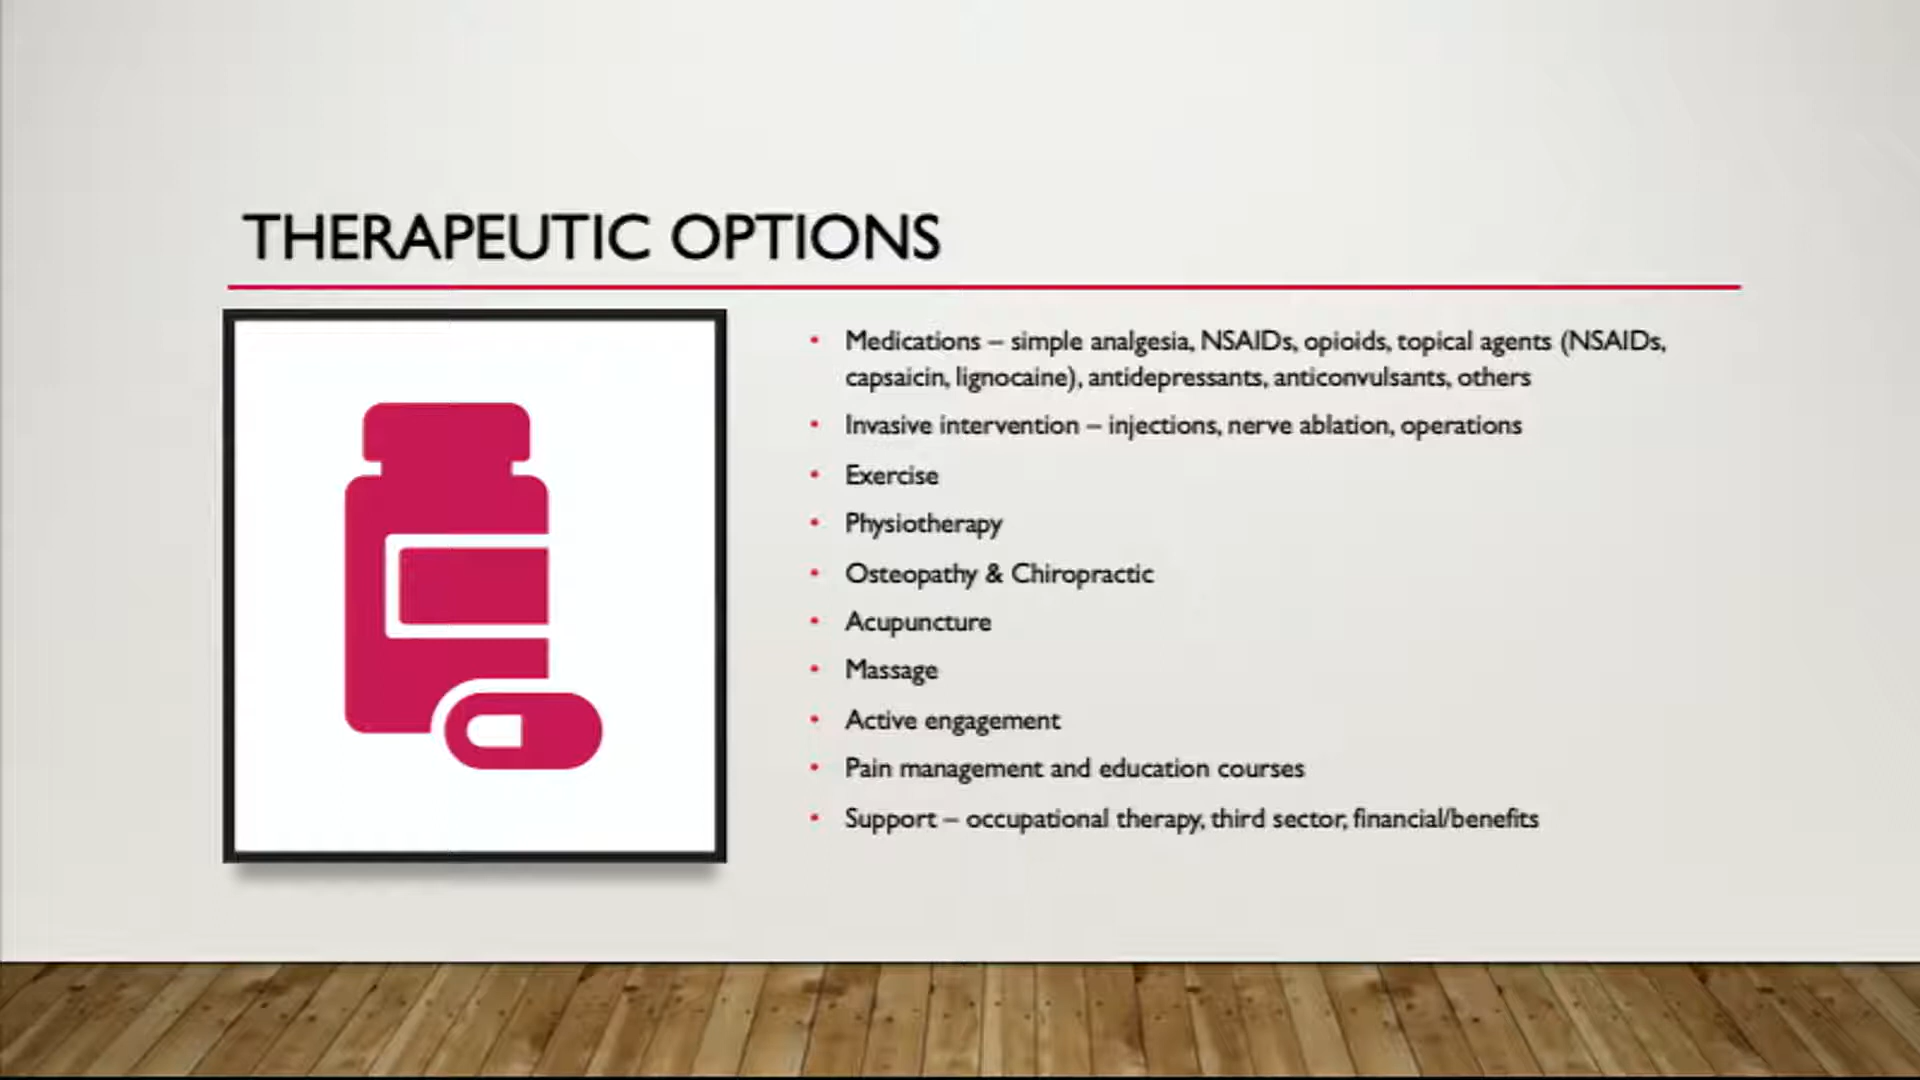 THERAPEUTIC OPTIONS
• Medications – simple analgesia, NSAIDs, opioids, topical agents (NSAIDs,
capsaicin, lignocaine), antidepressants, anticonvulsants, others
• Invasive intervention – injections, nerve ablation, operations
• Exercise
• Physiotherapy
• Osteopathy & Chiropractic
• Acupuncture
• Massage
• Active engagement
• Pain management and education courses
• Support – occupational therapy, third sector, financial/benefits